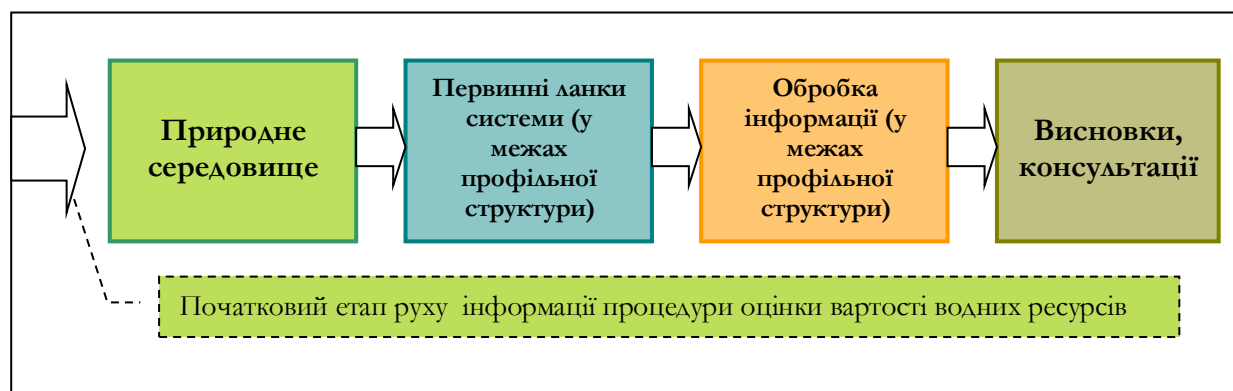 Природне
середовище
Первинні ланки
системи (у
межах
профільної
структури)
Обробка
інформації (у
межах
профільної
структури)
Висновки,
консультації
Початковий етап руху  інформації процедури оцінки вартості водних ресурсів